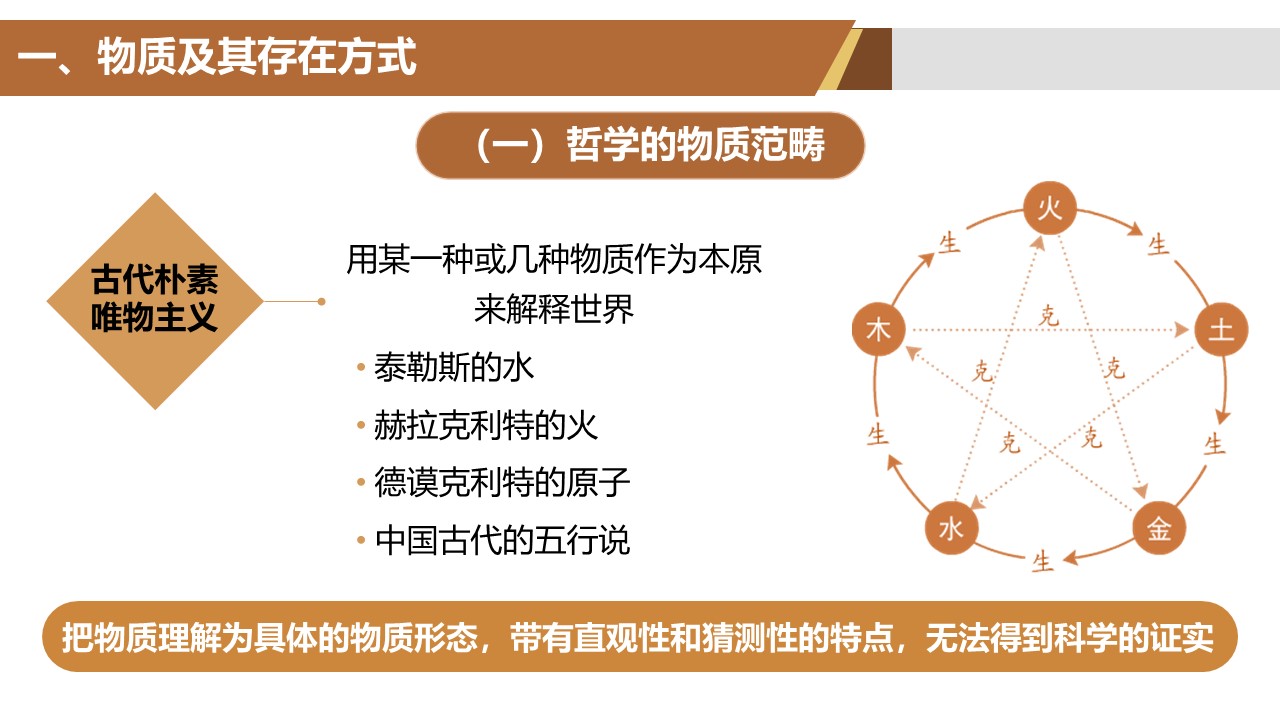 一、物质及其存在方式
（一）哲学的物质范畴
古代朴素
唯物主义
用某一种或几种物质作为本原
来解释世界
• 泰勒斯的水
• 赫拉克利特的火
• 德谟克利特的原子
• 中国古代的五行说
火
生
生
木
克
土
克
克
生
克
克
生
水
金
生
把物质理解为具体的物质形态，带有直观性和猜测性的特点，无法得到科学的证实